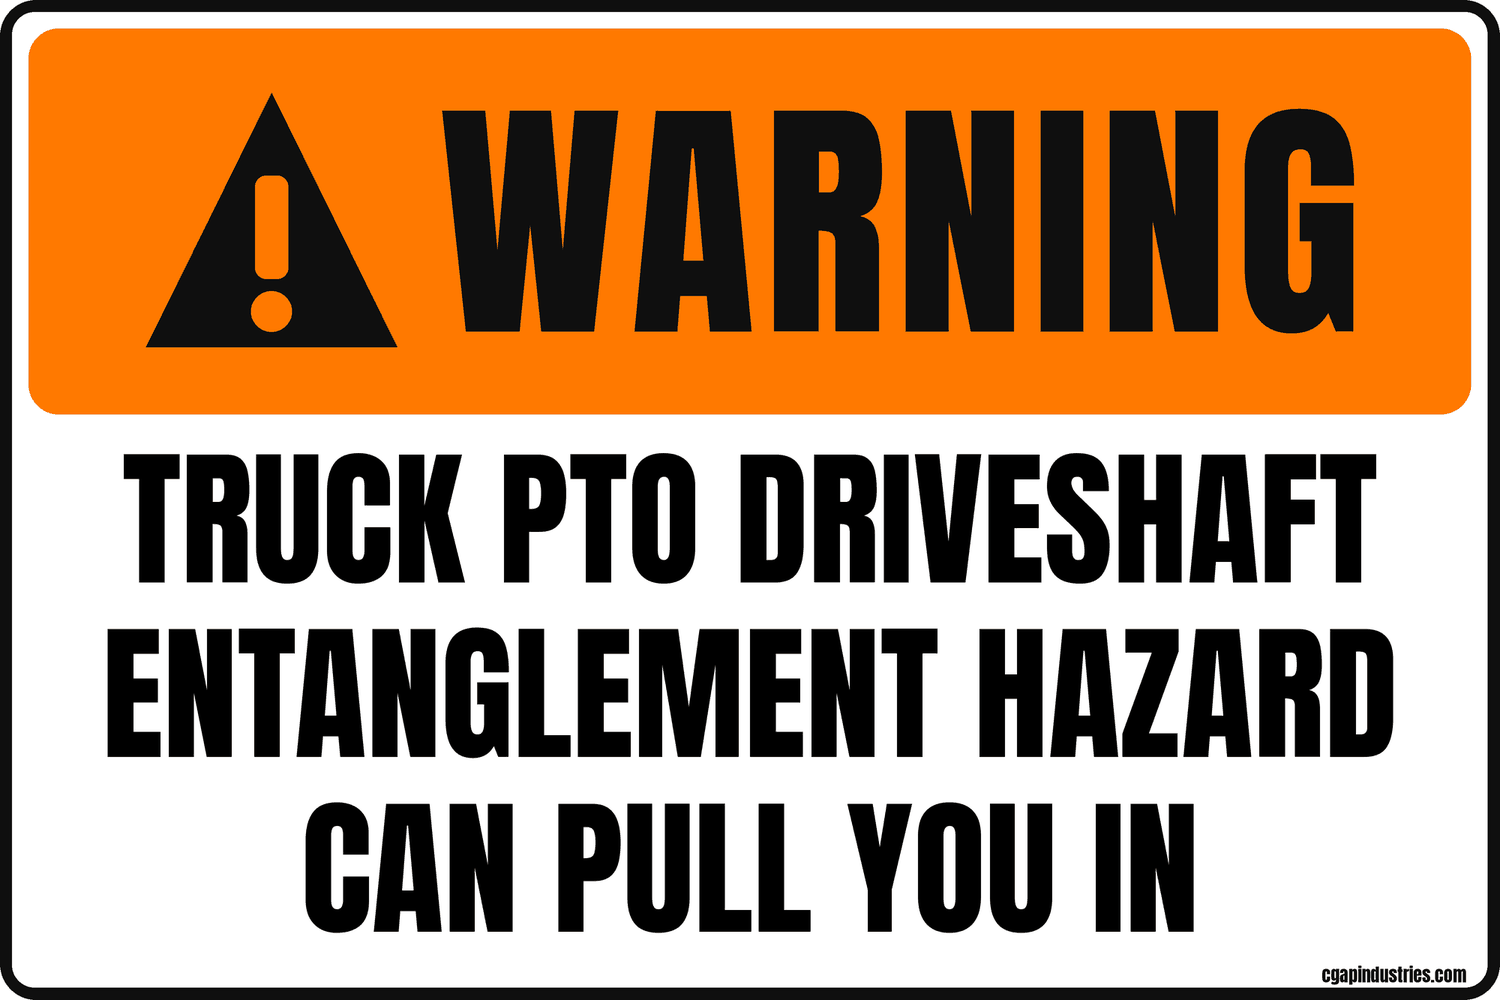 WARNING
TRUCK PTO DRIVESHAFT
ENTANGLEMENT HAZARD
CAN PULL YOU IN
cgapindustries.com